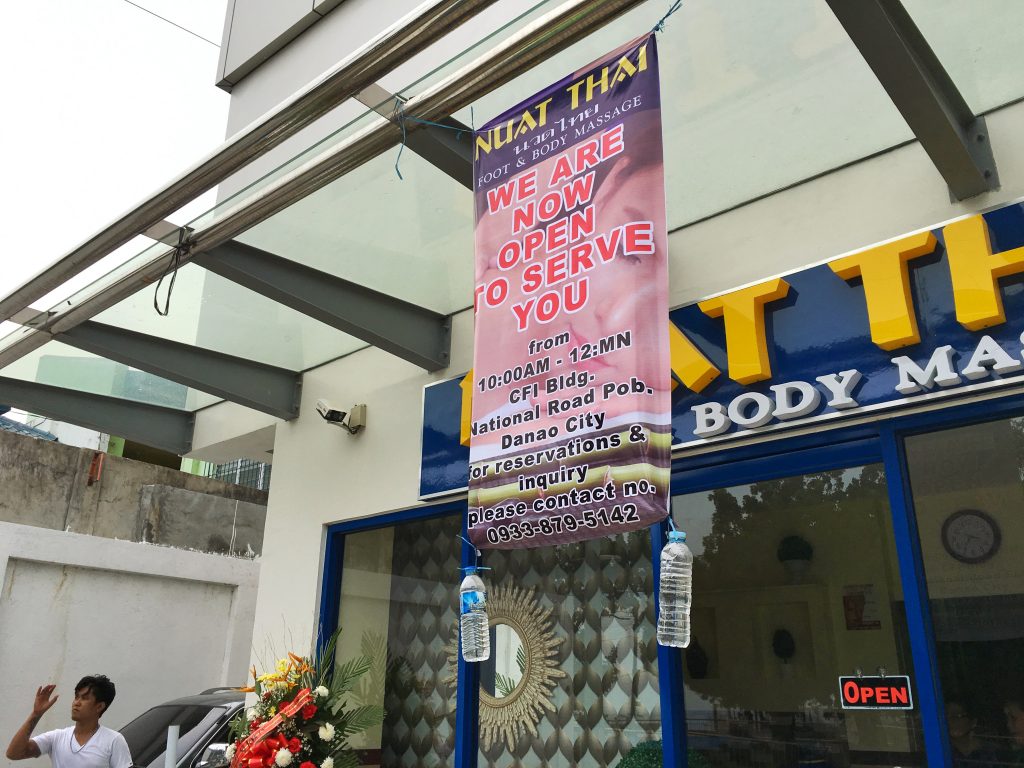 NUAT THAI
นวดไทย
FOOT & BODY MASSAGE
WE ARE
NOW
OPEN
TO SERVE
YOU
from
10:00AM - 12:MN
CFI Bldg.
National Road Pob.
Danao City
for reservations &
inquiry
please contact no.
0933-879-5142
AT TH
BODY MAS
OPEN